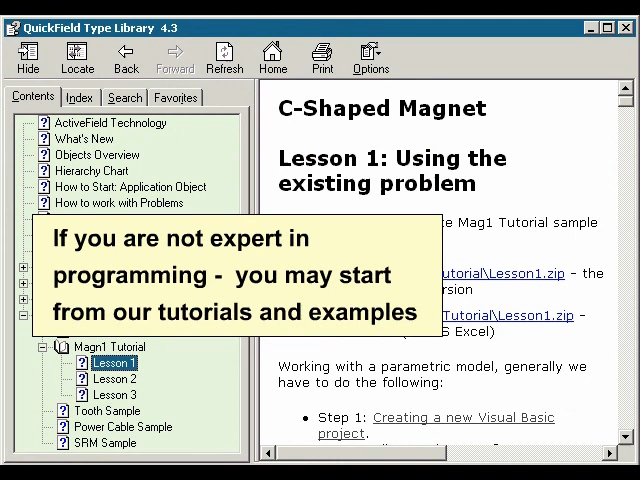 QuickField Type Library 4.3
Hide Locate Back Forward Refresh Home Print Options
Contents Index Search Favorites
ActiveField Technology
What's New
Objects Overview
Hierarchy Chart
How to Start: Application Object
How to work with Problems
If you are not expert in
programming - you may start
from our tutorials and examples
Magn1 Tutorial
Lesson 1
Lesson 2
Lesson 3
Tooth Sample
Power Cable Sample
SRM Sample
C-Shaped Magnet
Lesson 1: Using the
existing problem
Mag1 Tutorial sample
utorial\Lesson1.zip - the
utorial\Lesson1.zip -
Excel)
Working with a parametric model, generally we
have to do the following:
• Step 1: Creating a new Visual Basic
project.